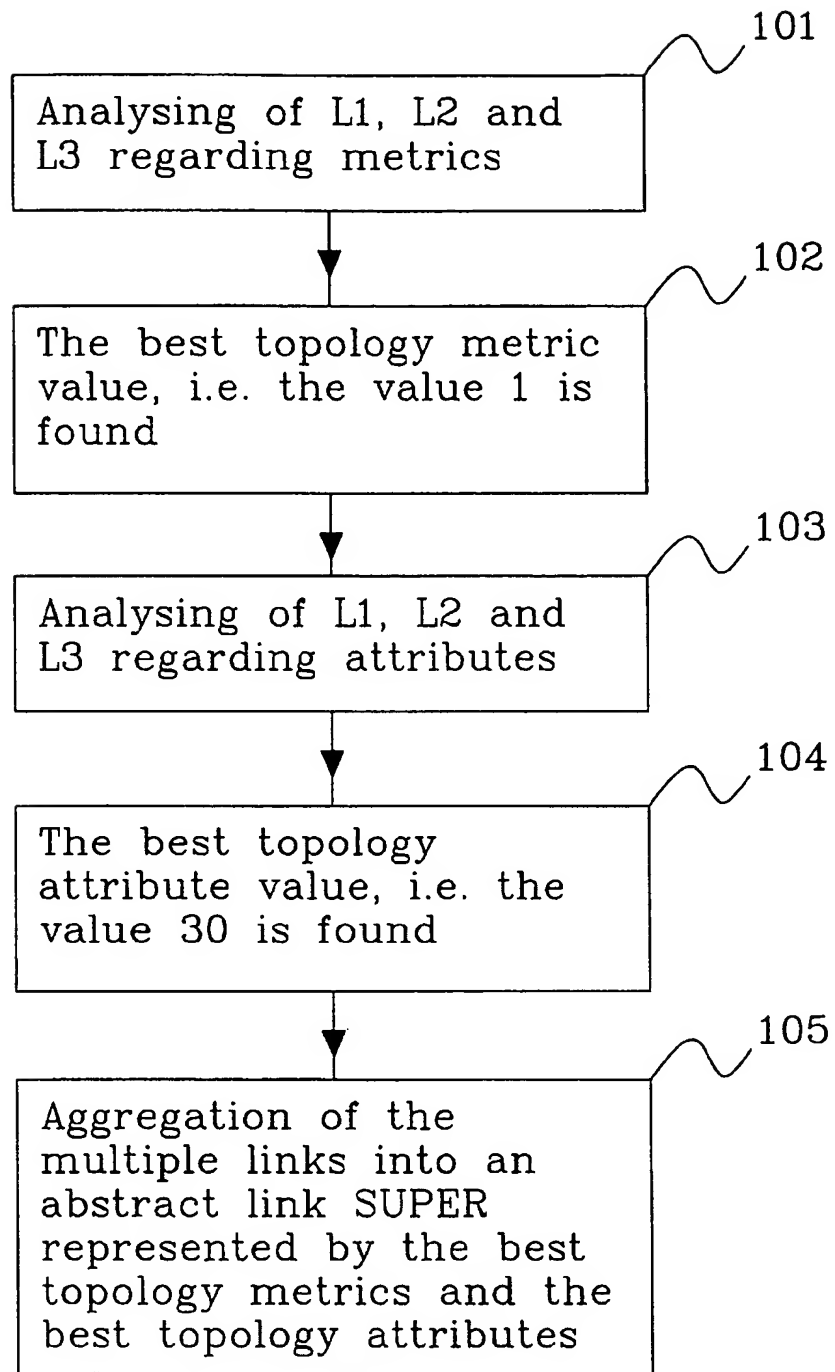 101
Analysing of L1, L2 and
L3 regarding metrics
102
The best topology metric
value, i.e. the value 1 is
found
103
Analysing of L1, L2 and
L3 regarding attributes
104
The best topology
attribute value, i.e. the
value 30 is found
105
Aggregation of the
multiple links into an
abstract link SUPER
represented by the best
topology metrics and the
best topology attributes